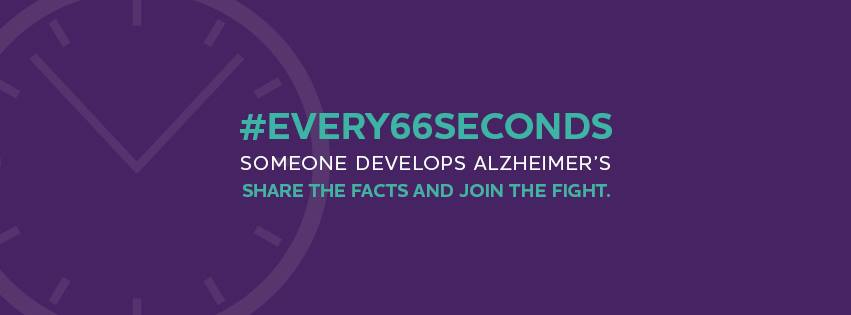 #EVERY66SECONDS
SOMEONE DEVELOPS ALZHEIMER’S
SHARE THE FACTS AND JOIN THE FIGHT.